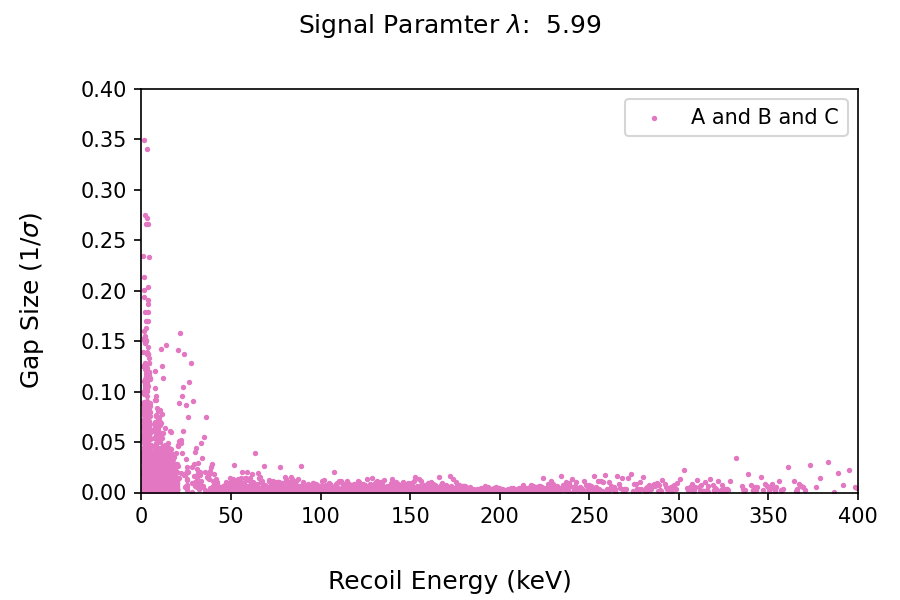 Signal Paramter λ: 5.99
A and B and C
Gap Size (1/σ)
0.40
0.35
0.30
0.25
0.20
0.15
0.10
0.05
0.00
0 50 100 150 200 250 300 350 400
Recoil Energy (keV)